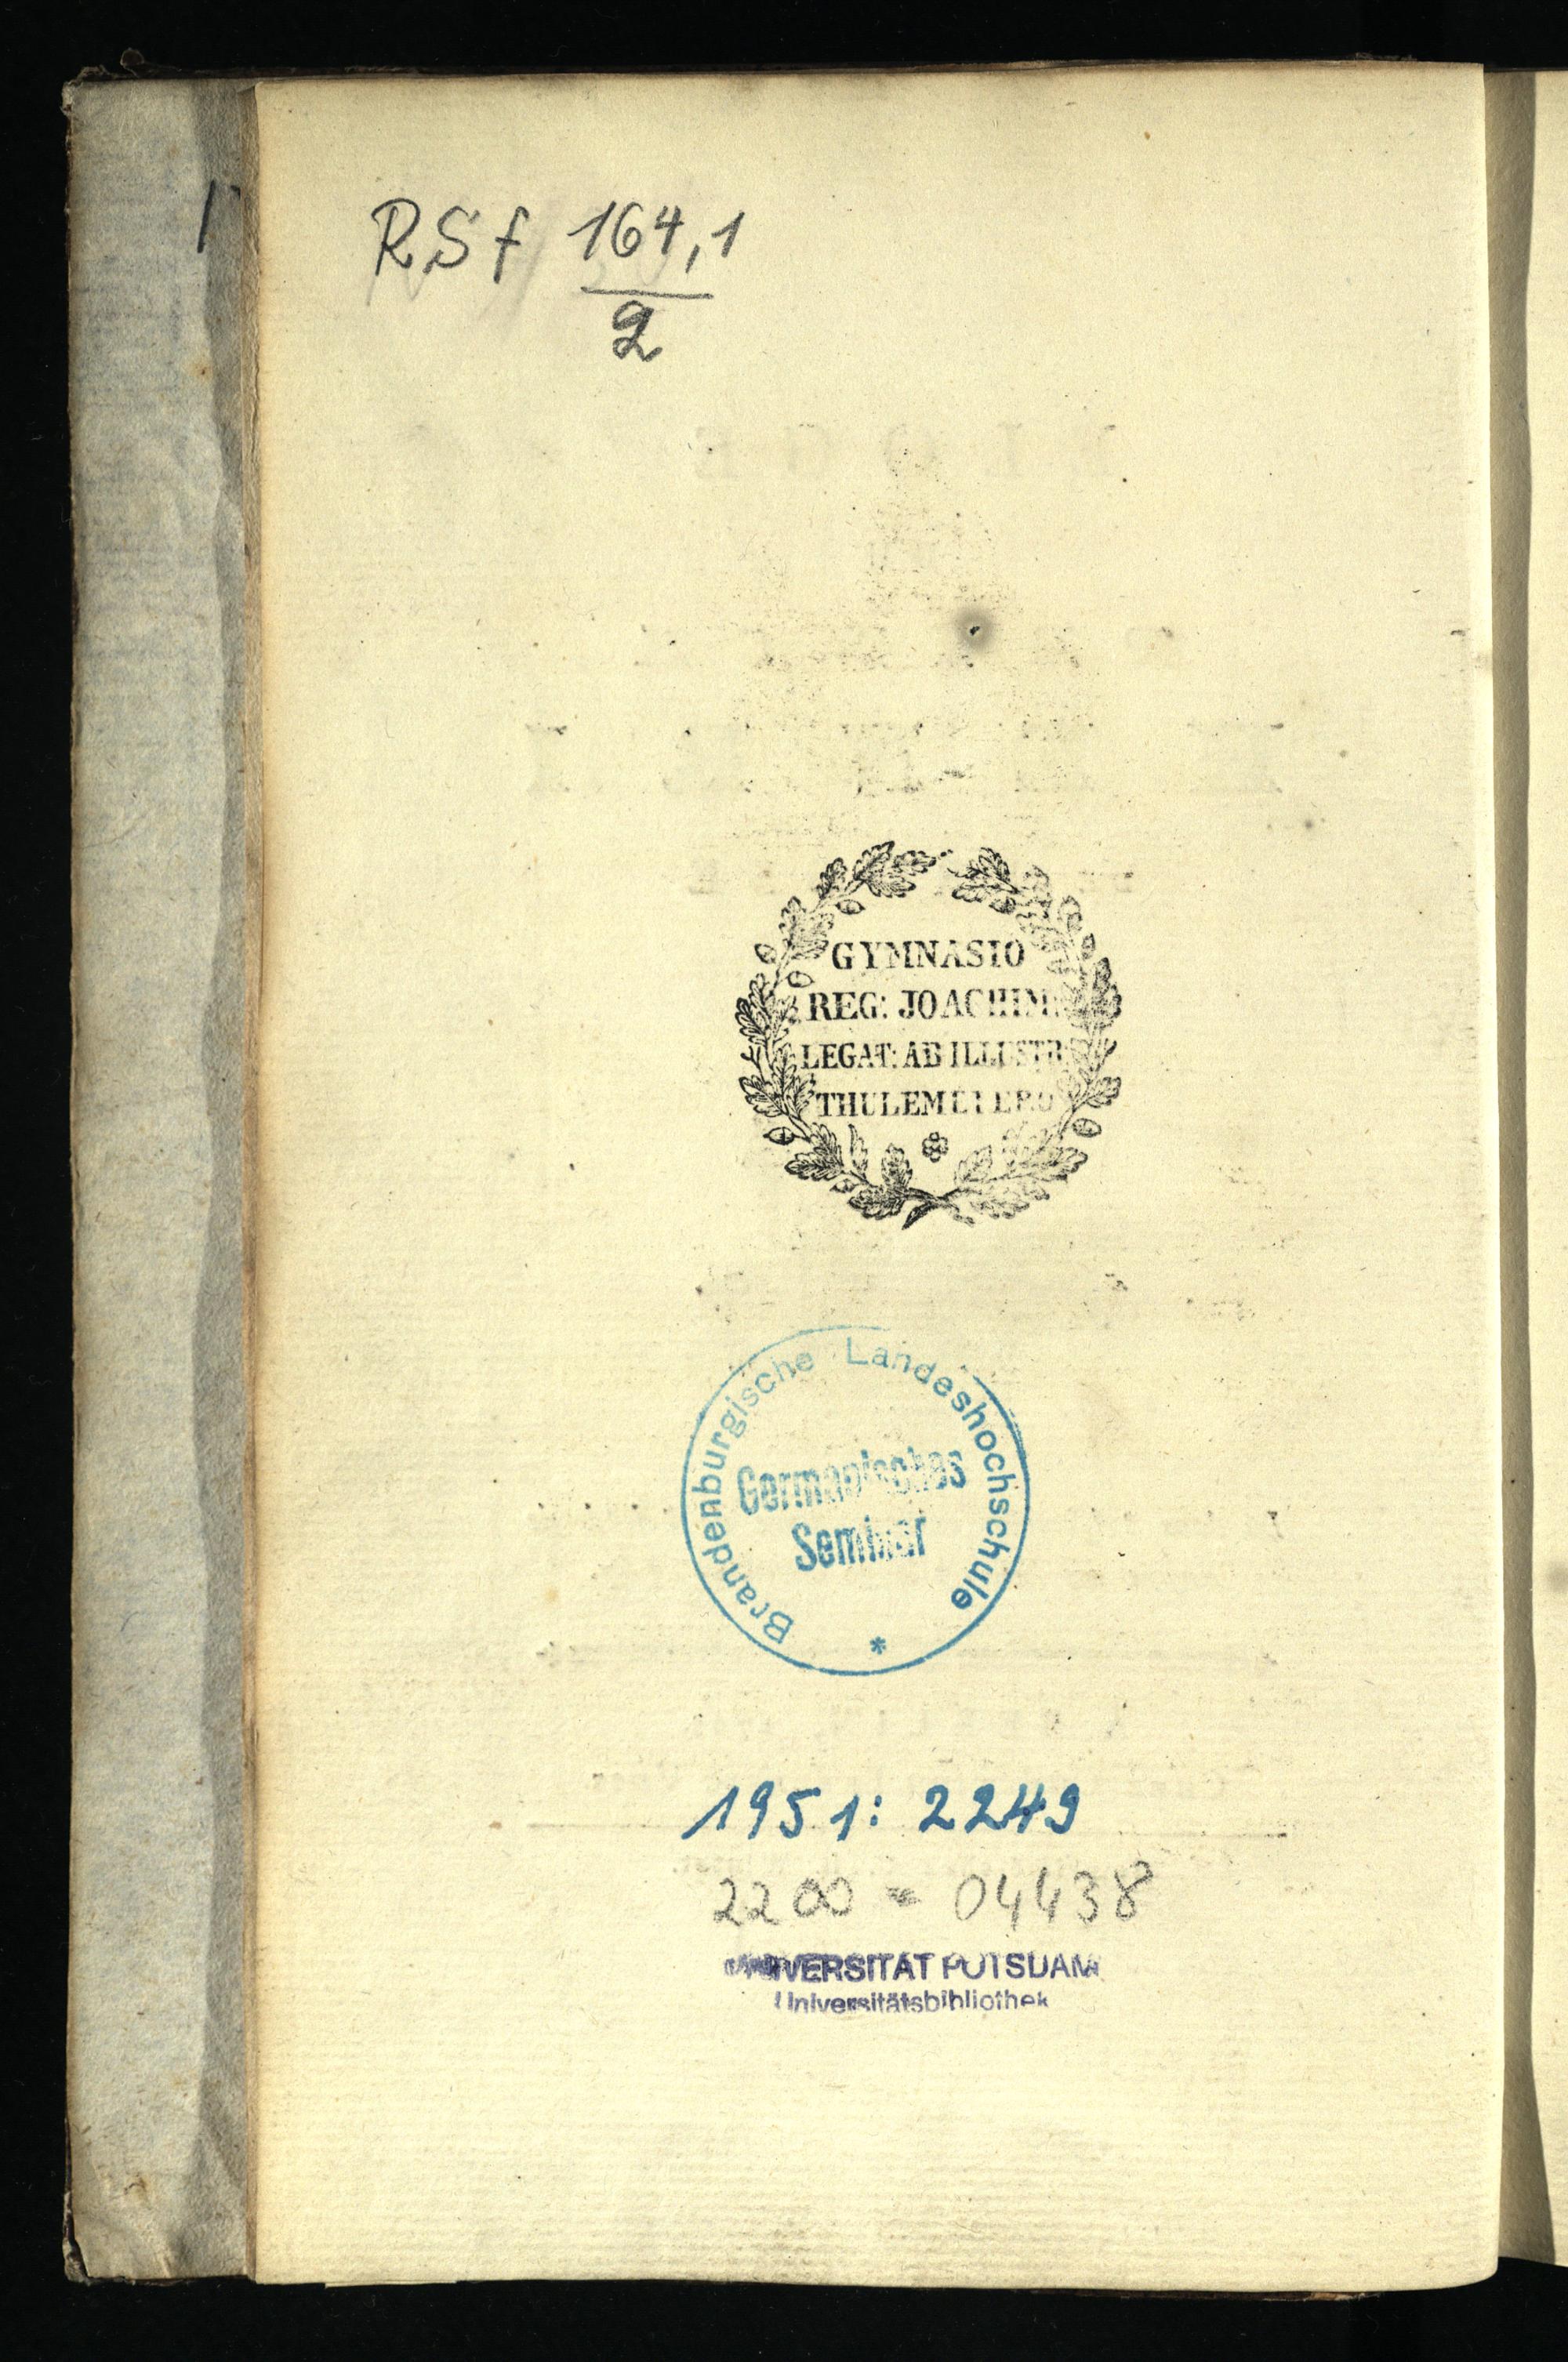 RSf 164,1
2
GYMNASIO
REG: JOACHIM:
LEGAT: AB ILLUSTR:
THULEMEIERO
Brandenburgische Landeshochschule
Germanisches
Seminar
*
1951: 2249
2200 = 04438
UNIVERSITÄT POTSDAM
Universitätsbibliothek